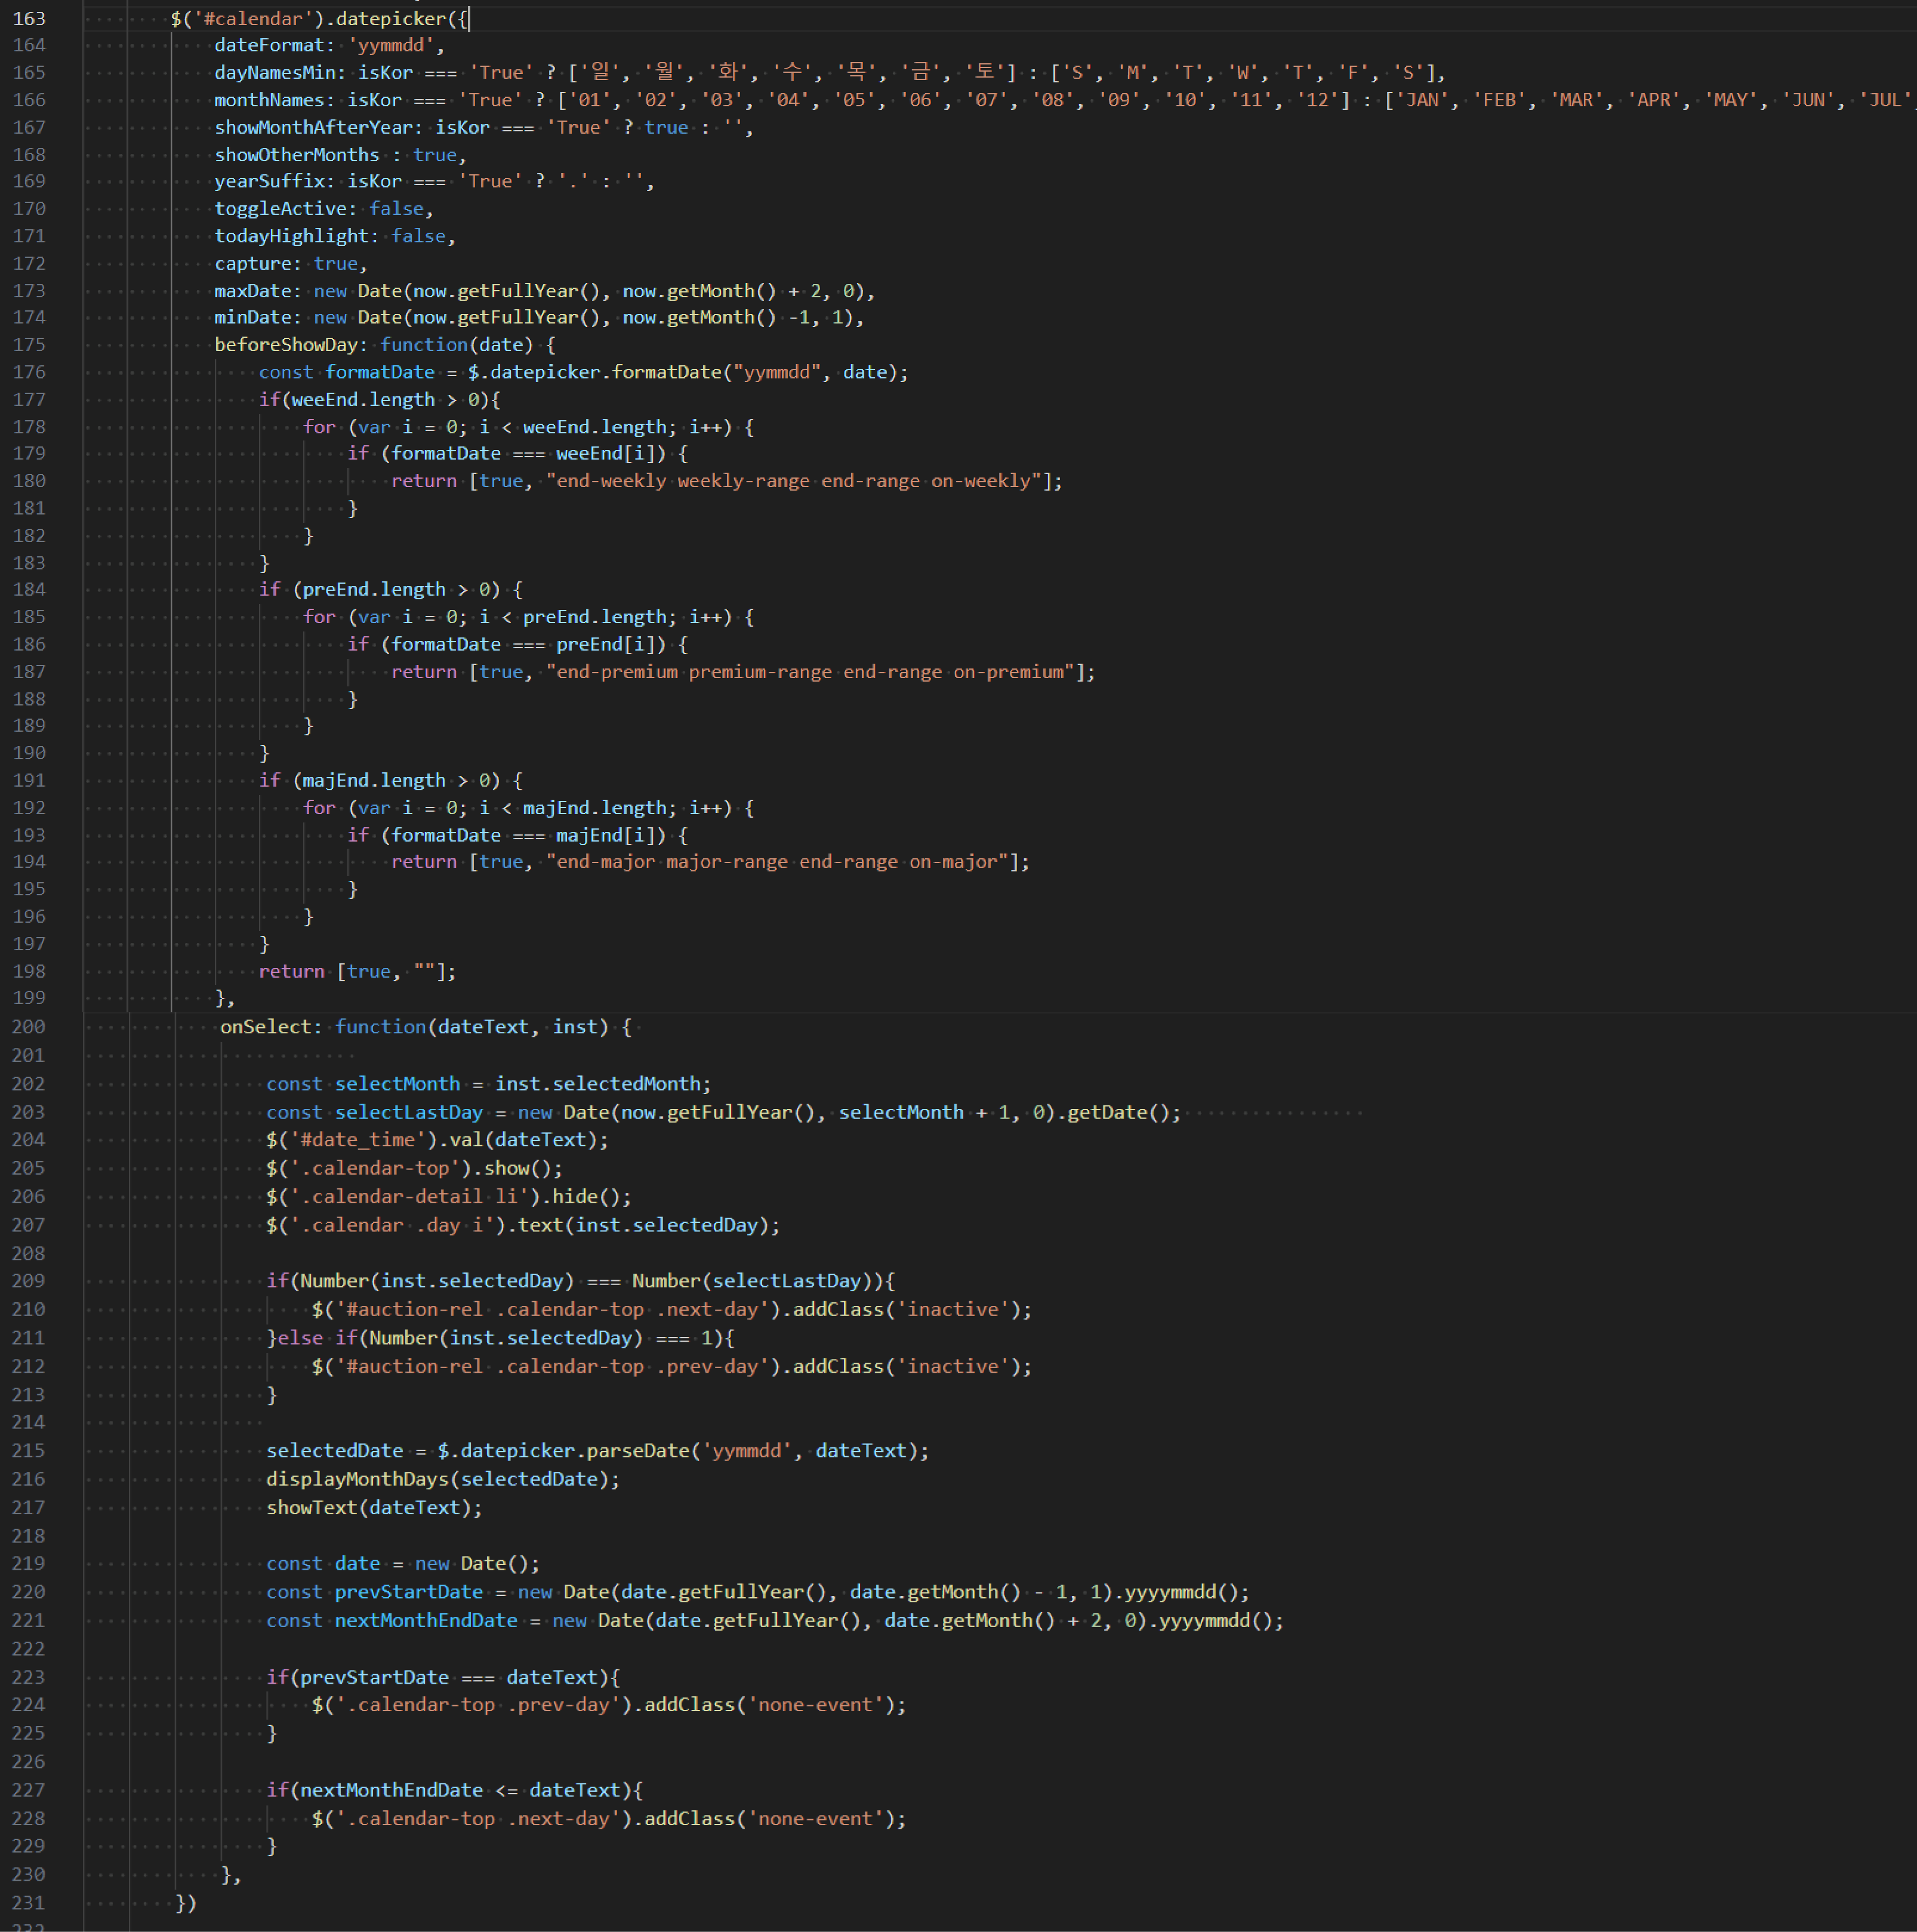 163 $('#calendar').datepicker({
164 dateFormat: 'yymmdd',
165 dayNamesMin: isKor === 'True' ? ['일', '월', '화', '수', '목', '금', '토'] : ['S', 'M', 'T', 'W', 'T', 'F', 'S'],
166 monthNames: isKor === 'True' ? ['01', '02', '03', '04', '05', '06', '07', '08', '09', '10', '11', '12'] : ['JAN', 'FEB', 'MAR', 'APR', 'MAY', 'JUN', 'JUL',
167 showMonthAfterYear: isKor === 'True' ? true : '',
168 showOtherMonths : true,
169 yearSuffix: isKor === 'True' ? '.' : '',
170 toggleActive: false,
171 todayHighlight: false,
172 capture: true,
173 maxDate: new Date(now.getFullYear(), now.getMonth() + 2, 0),
174 minDate: new Date(now.getFullYear(), now.getMonth() -1, 1),
175 beforeShowDay: function(date) {
176 const formatDate = $.datepicker.formatDate("yymmdd", date);
177 if(weeEnd.length > 0){
178 for (var i = 0; i < weeEnd.length; i++) {
179 if (formatDate === weeEnd[i]) {
180 return [true, "end-weekly weekly-range end-range on-weekly"];
181 }
182 }
183 }
184 if (preEnd.length > 0) {
185 for (var i = 0; i < preEnd.length; i++) {
186 if (formatDate === preEnd[i]) {
187 return [true, "end-premium premium-range end-range on-premium"];
188 }
189 }
190 }
191 if (majEnd.length > 0) {
192 for (var i = 0; i < majEnd.length; i++) {
193 if (formatDate === majEnd[i]) {
194 return [true, "end-major major-range end-range on-major"];
195 }
196 }
197 }
198 return [true, ""];
199 },
200 onSelect: function(dateText, inst) {
201
202 const selectMonth = inst.selectedMonth;
203 const selectLastDay = new Date(now.getFullYear(), selectMonth + 1, 0).getDate();
204 $('#date_time').val(dateText);
205 $('.calendar-top').show();
206 $('.calendar-detail li').hide();
207 $('.calendar .day i').text(inst.selectedDay);
208
209 if(Number(inst.selectedDay) === Number(selectLastDay)){
210 $('#auction-rel .calendar-top .next-day').addClass('inactive');
211 }else if(Number(inst.selectedDay) === 1){
212 $('#auction-rel .calendar-top .prev-day').addClass('inactive');
213 }
214
215 selectedDate = $.datepicker.parseDate('yymmdd', dateText);
216 displayMonthDays(selectedDate);
217 showText(dateText);
218
219 const date = new Date();
220 const prevStartDate = new Date(date.getFullYear(), date.getMonth() - 1, 1).yyyymmdd();
221 const nextMonthEndDate = new Date(date.getFullYear(), date.getMonth() + 2, 0).yyyymmdd();
222
223 if(prevStartDate === dateText){
224 $('.calendar-top .prev-day').addClass('none-event');
225 }
226
227 if(nextMonthEndDate <= dateText){
228 $('.calendar-top .next-day').addClass('none-event');
229 }
230 },
231 })
232